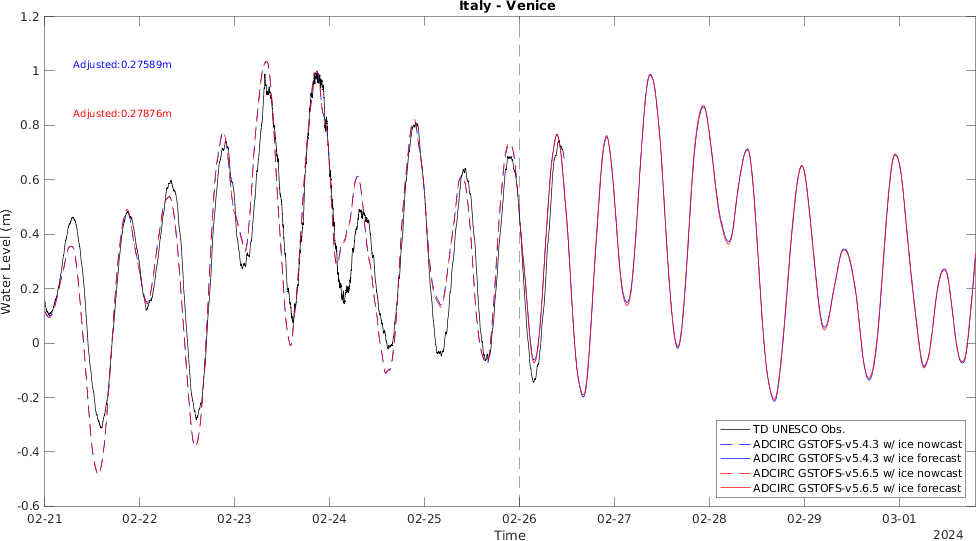 Italy - Venice
1.2
1
0.8
0.6
0.4
0.2
0
-0.2
-0.4
-0.6
Water Level (m)
Adjusted:0.27589m
Adjusted:0.27876m
TD UNESCO Obs.
ADCIRC GSTOFS-v5.4.3 w/ ice nowcast
ADCIRC GSTOFS-v5.4.3 w/ ice forecast
ADCIRC GSTOFS-v5.6.5 w/ ice nowcast
ADCIRC GSTOFS-v5.6.5 w/ ice forecast
02-21 02-22 02-23 02-24 02-25 02-26 02-27 02-28 02-29 03-01
Time
2024